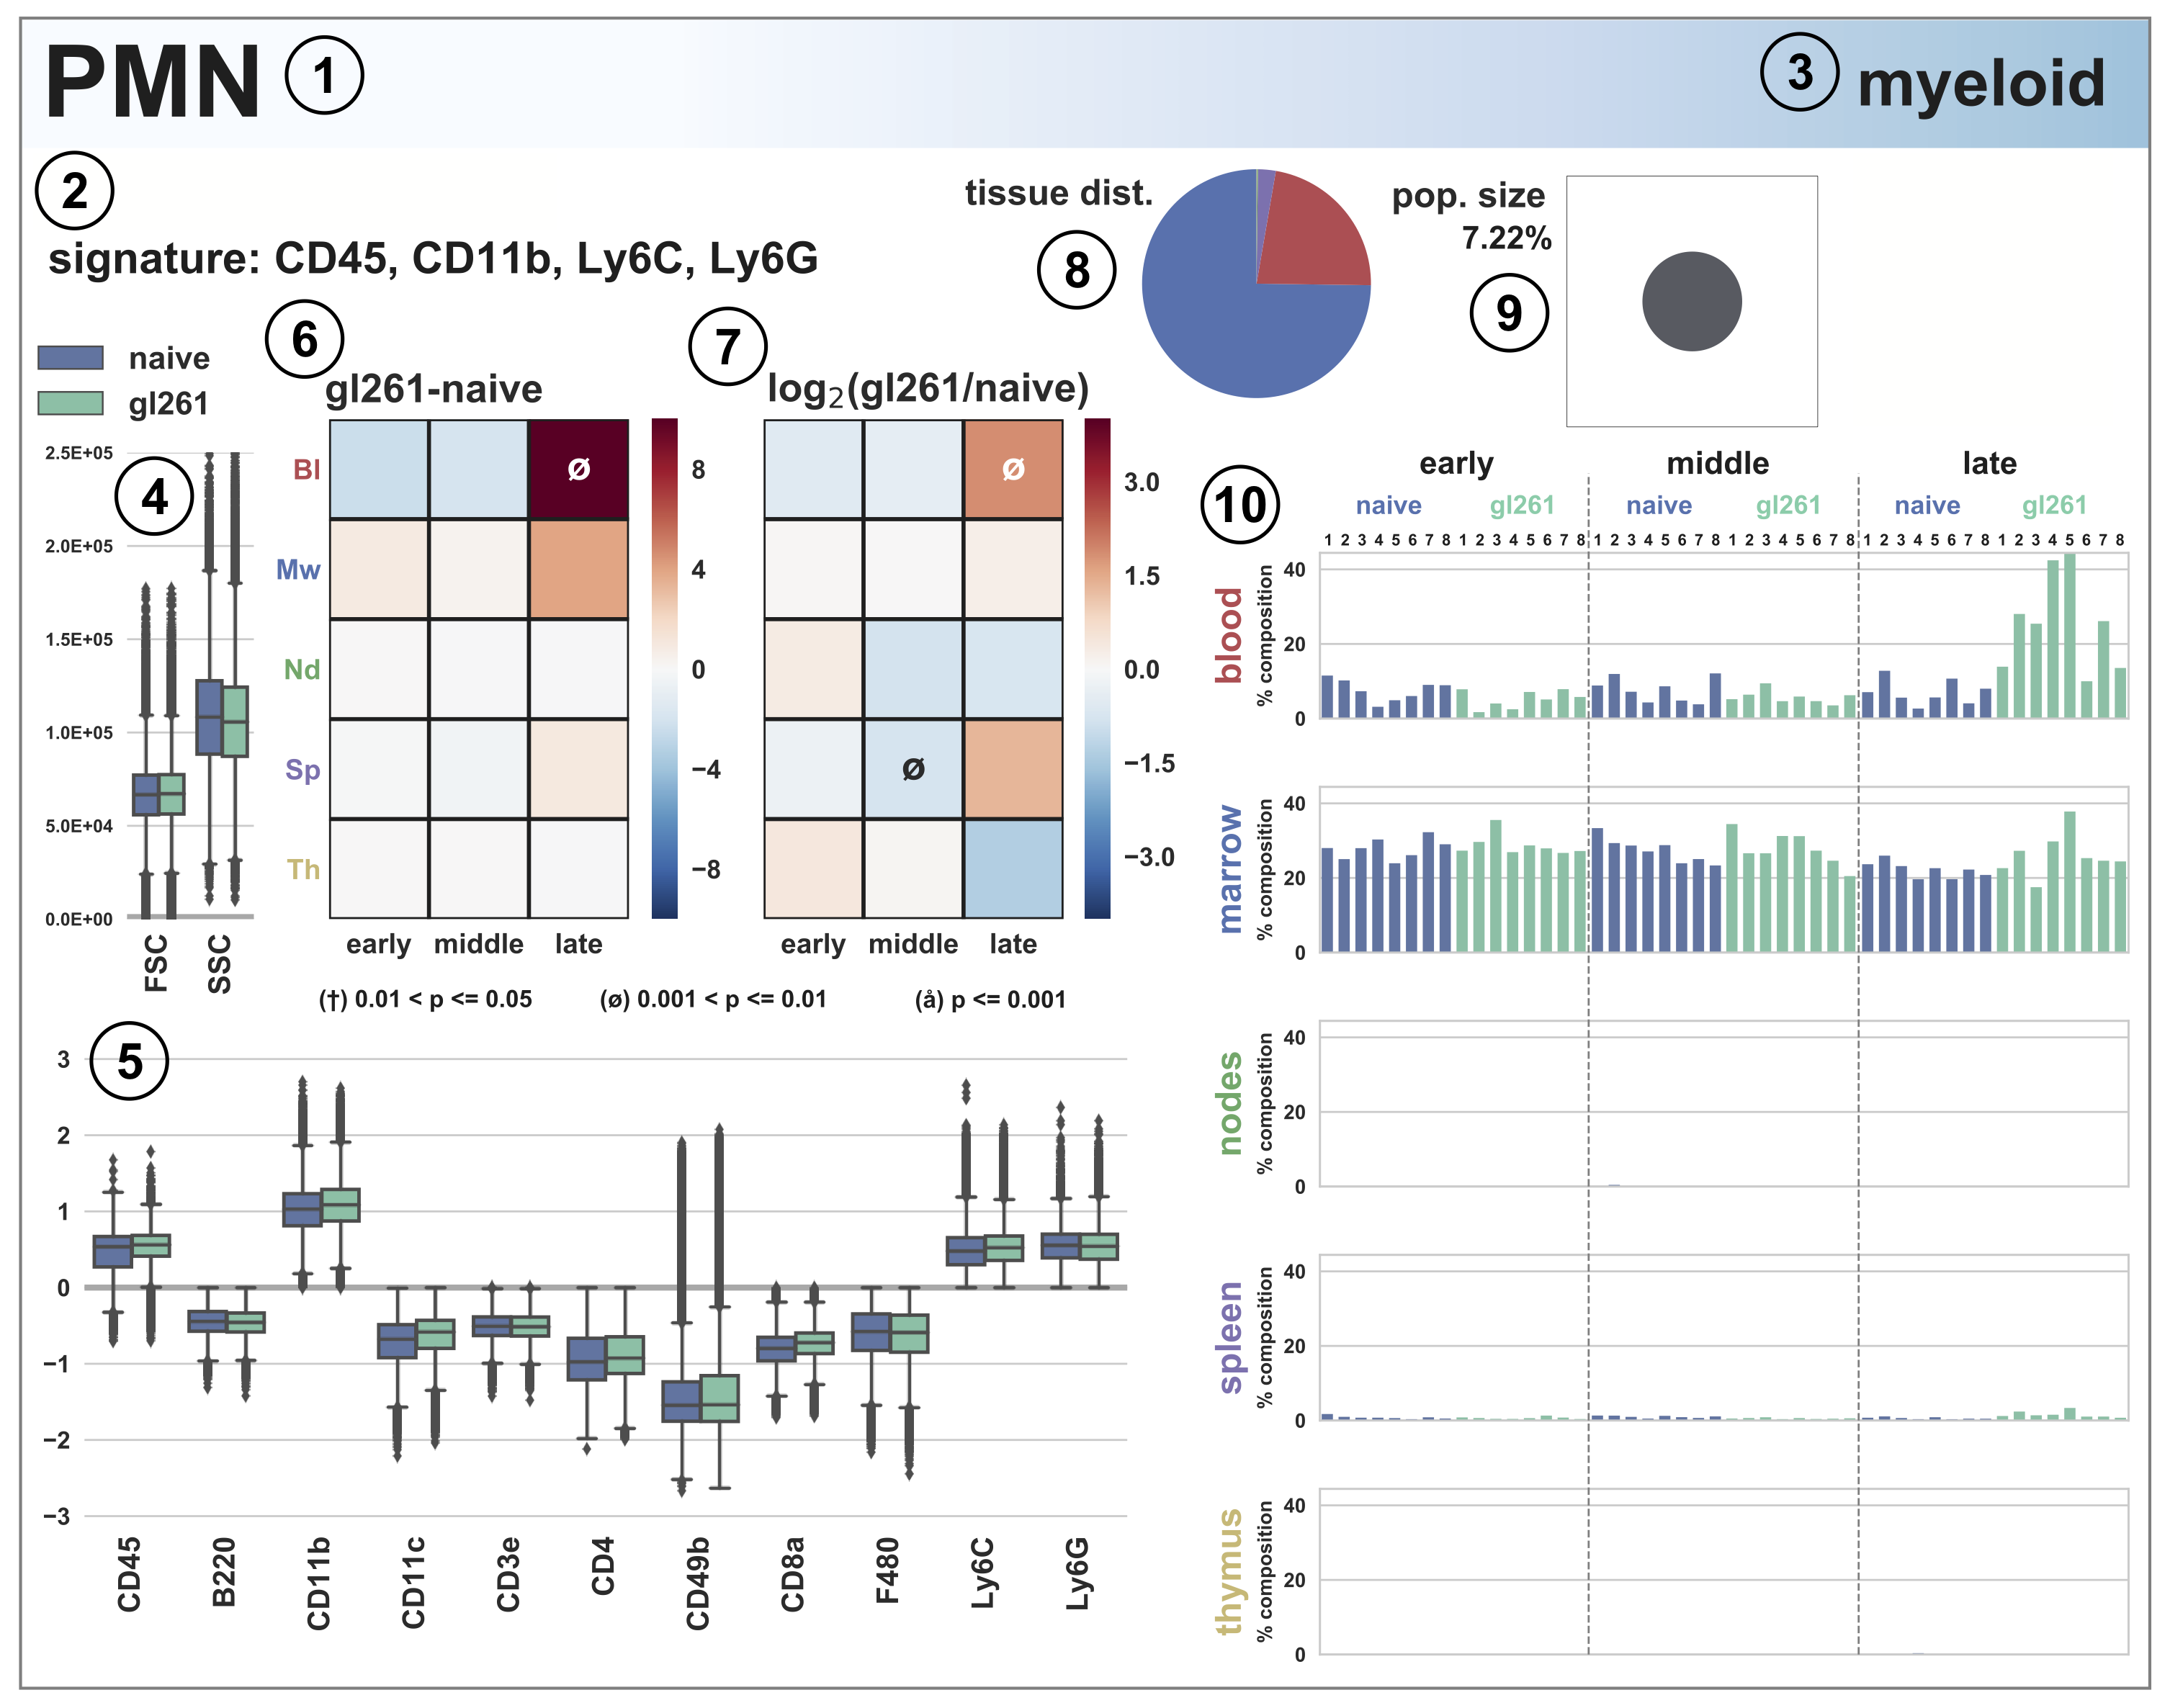 PMN
1
3
myeloid
2
signature: CD45, CD11b, Ly6C, Ly6G
tissue dist.
8
pop. size
7.22%
9
naive
gl261
4
2.5E+05
2.0E+05
1.5E+05
1.0E+05
5.0E+04
0.0E+00
FSC
SSC
6
gl261-naive
Bl
Mw
Nd
Sp
Th
ø
early middle late
8
4
0
−4
−8
7
log2(gl261/naive)
ø
ø
early middle late
3.0
1.5
0.0
−1.5
−3.0
(†) 0.01 < p <= 0.05
(ø) 0.001 < p <= 0.01
(å) p <= 0.001
5
3
2
1
0
−1
−2
−3
CD45
B220
CD11b
CD11c
CD3e
CD4
CD49b
CD8a
F480
Ly6C
Ly6G
10
early middle late
naive gl261 naive gl261 naive gl261
1 2 3 4 5 6 7 8 1 2 3 4 5 6 7 8 1 2 3 4 5 6 7 8 1 2 3 4 5 6 7 8 1 2 3 4 5 6 7 8 1 2 3 4 5 6 7 8
blood
% composition
40
20
0
marrow
% composition
40
20
0
nodes
% composition
40
20
0
spleen
% composition
40
20
0
thymus
% composition
40
20
0